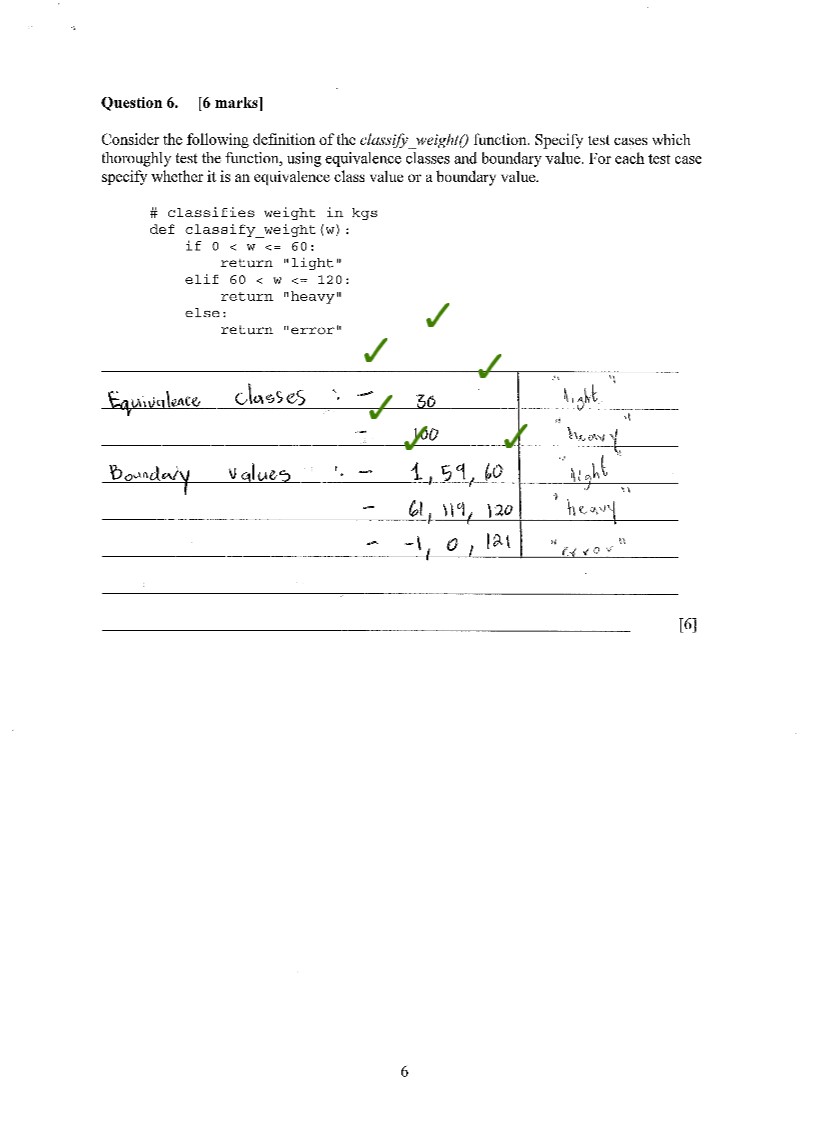 Question 6. [6 marks]
Consider the following definition of the classify_weight() function. Specify test cases which
thoroughly test the function, using equivalence classes and boundary value. For each test case
specify whether it is an equivalence class value or a boundary value.
# classifies weight in kgs
def classify_weight(w):
    if 0 < w <= 60:
        return "light"
    elif 60 < w <= 120:
        return "heavy"
    else:
        return "error"
Equivalence classes :- 30 "light"
- 100 "heavy"
Boundary values :- 1, 59, 60 "light"
- 61, 119, 120 "heavy"
- -1, 0, 121 "error"
[6]
6